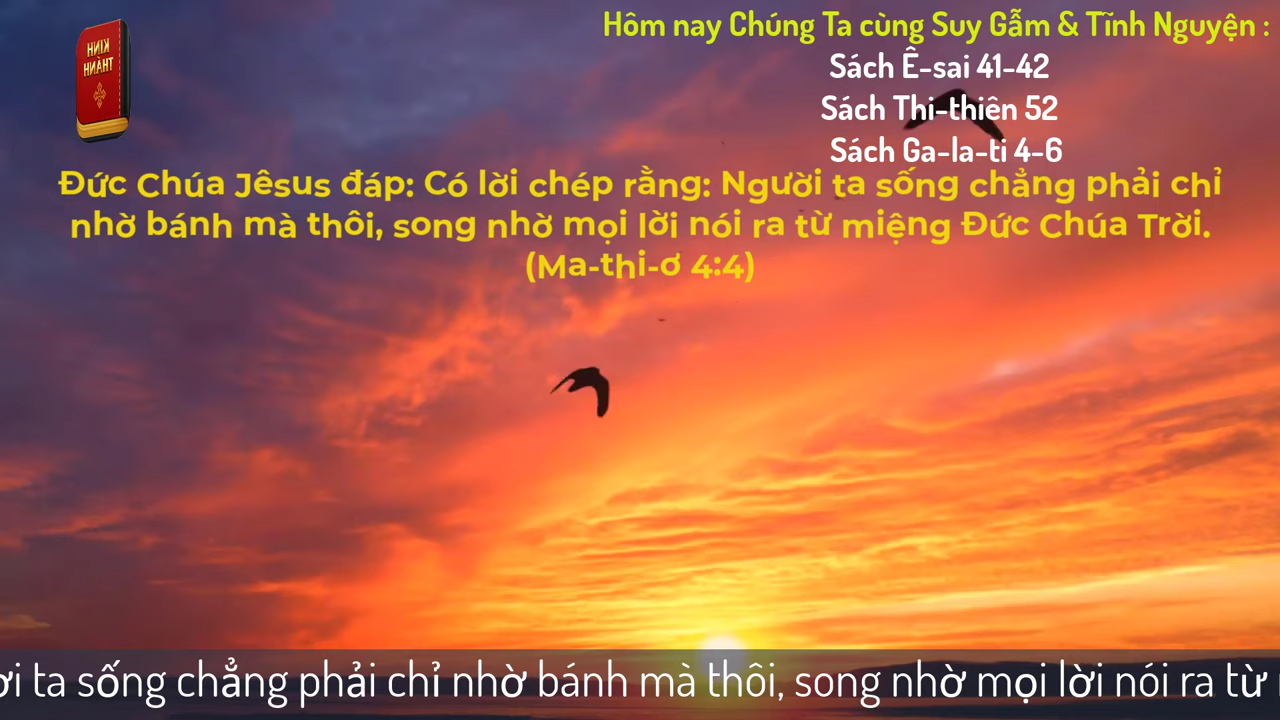 KINH
THÁNH
Hôm nay Chúng Ta cùng Suy Gẫm & Tĩnh Nguyện :
Sách Ê-sai 41-42
Sách Thi-thiên 52
Sách Ga-la-ti 4-6
Đức Chúa Jêsus đáp: Có lời chép rằng: Người ta sống chẳng phải chỉ
nhờ bánh mà thôi, song nhờ mọi lời nói ra từ miệng Đức Chúa Trời.
(Ma-thi-ơ 4:4)
ta sống chẳng phải chỉ nhờ bánh mà thôi, song nhờ mọi lời nói ra từ